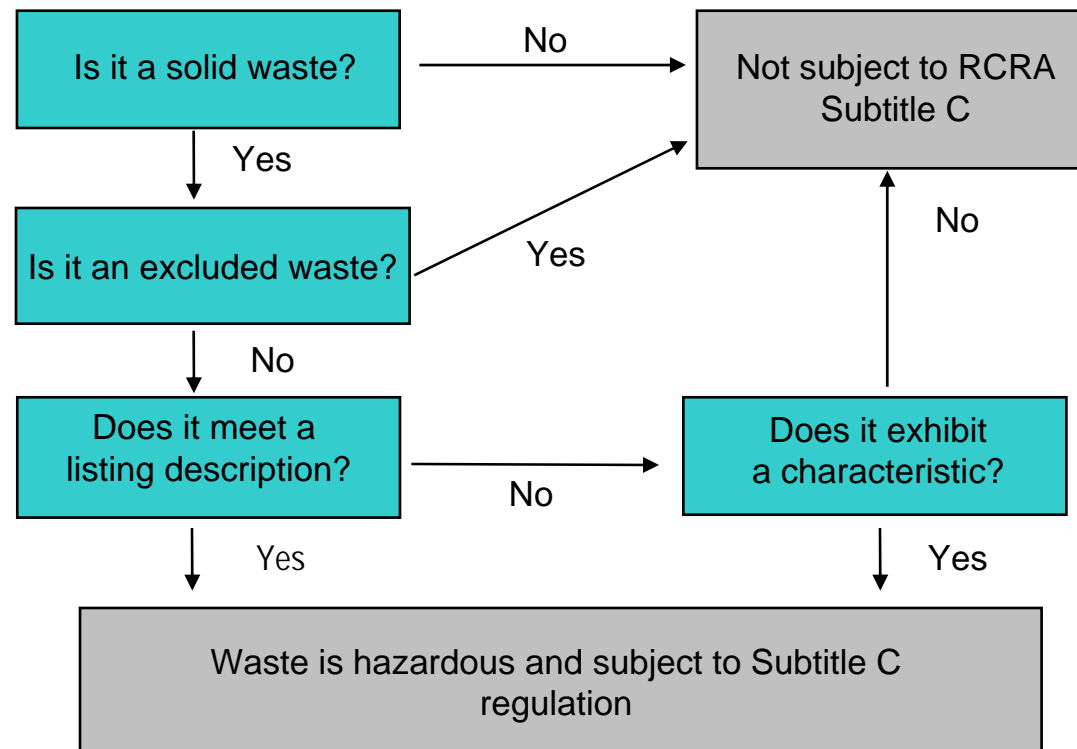 Is it a solid waste?
No
Not subject to RCRA
Subtitle C
Yes
Is it an excluded waste?
Yes
No
No
Does it meet a
listing description?
No
Does it exhibit
a characteristic?
Yes
Yes
Waste is hazardous and subject to Subtitle C
regulation